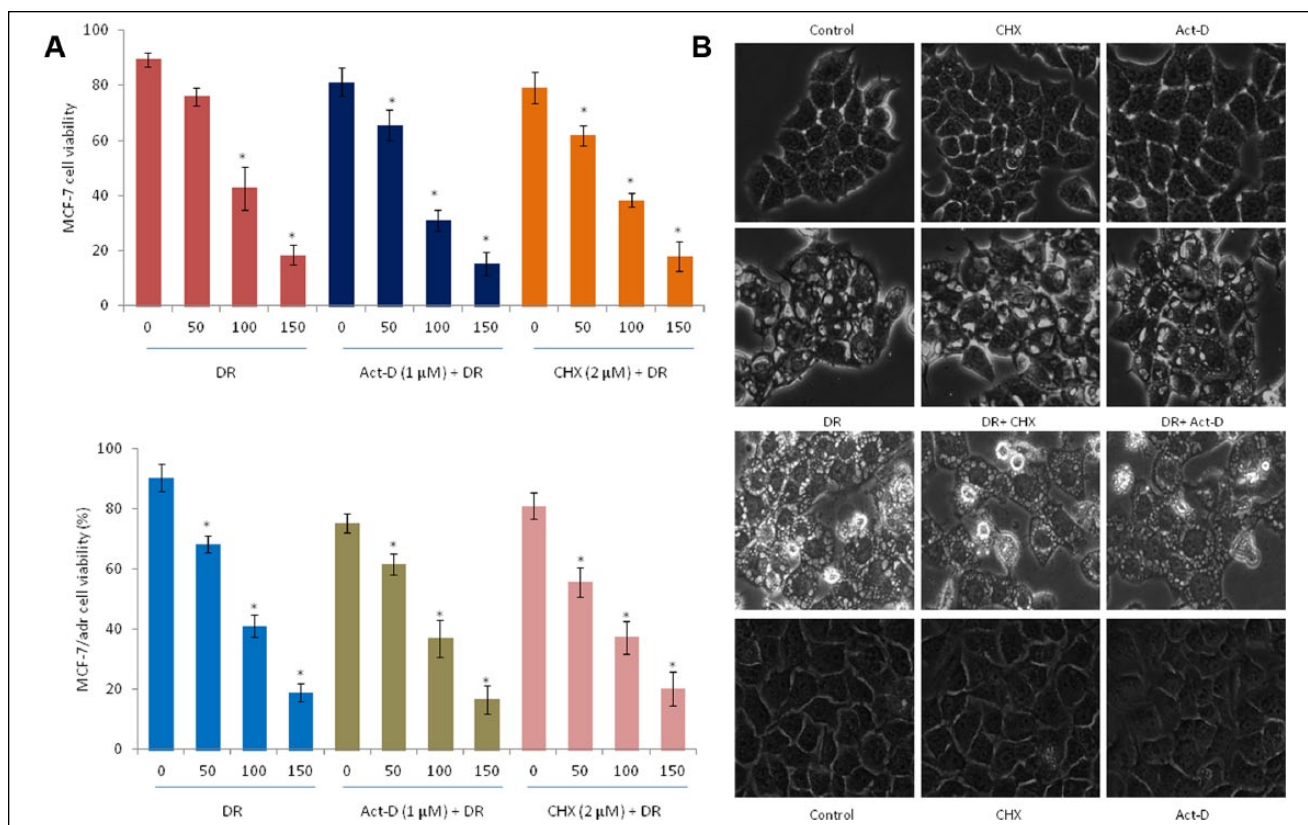 A
MCF-7 cell viability
100
80
60
40
20
0
* * * * * * * *
0 50 100 150 0 50 100 150 0 50 100 150
DR Act-D (1 μM) + DR CHX (2 μM) + DR
MCF-7/adr cell viability (%)
100
80
60
40
20
0
* * * * * * * * *
0 50 100 150 0 50 100 150 0 50 100 150
DR Act-D (1 μM) + DR CHX (2 μM) + DR
B
Control CHX Act-D
DR DR+ CHX DR+ Act-D
Control CHX Act-D